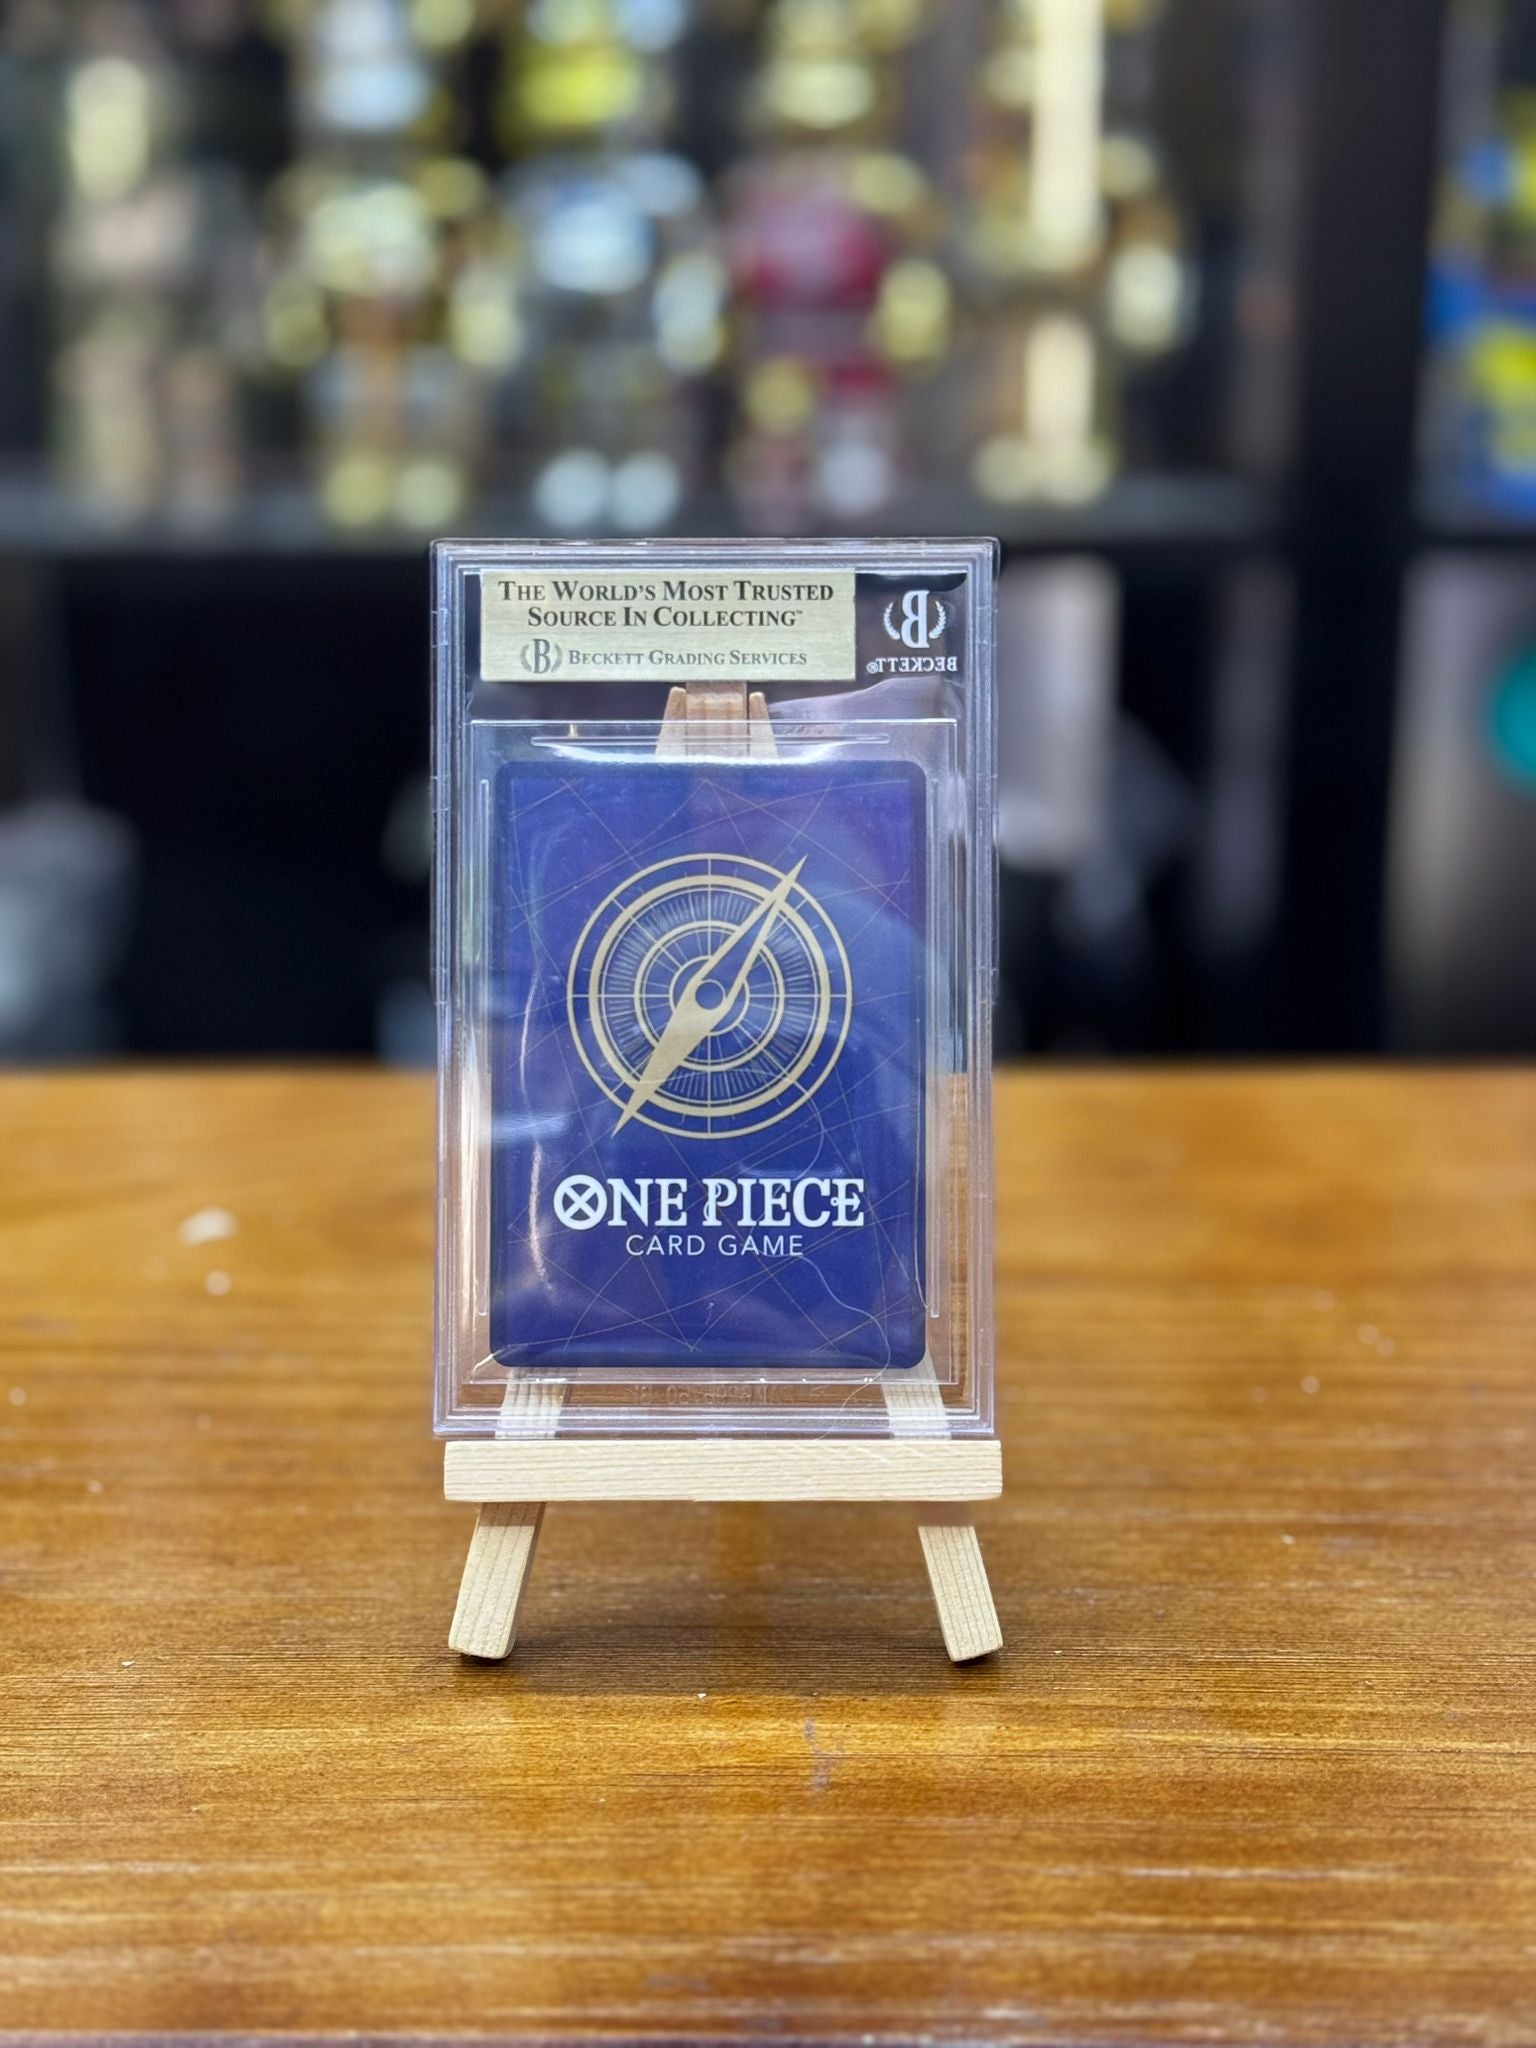 THE WORLD'S MOST TRUSTED
SOURCE IN COLLECTING™
B BECKETT GRADING SERVICES
B
BECKETT®
ONE PIECE
CARD GAME